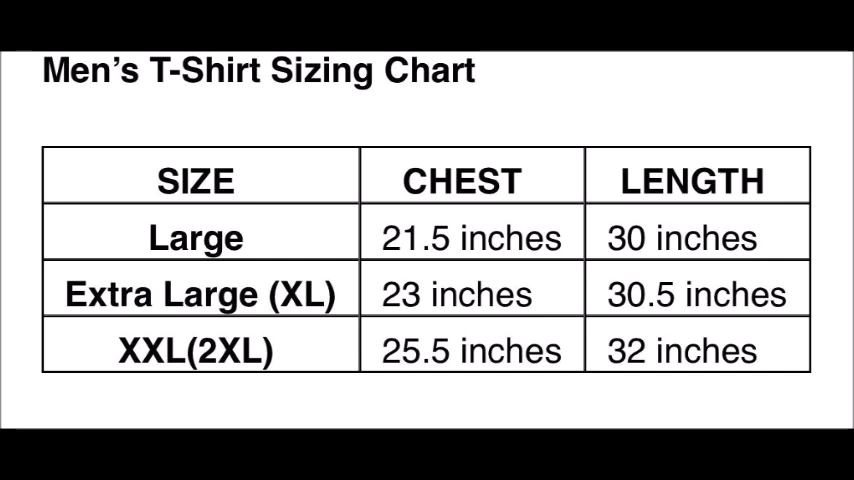 Men’s T-Shirt Sizing Chart
SIZE CHEST LENGTH
Large 21.5 inches 30 inches
Extra Large (XL) 23 inches 30.5 inches
XXL(2XL) 25.5 inches 32 inches